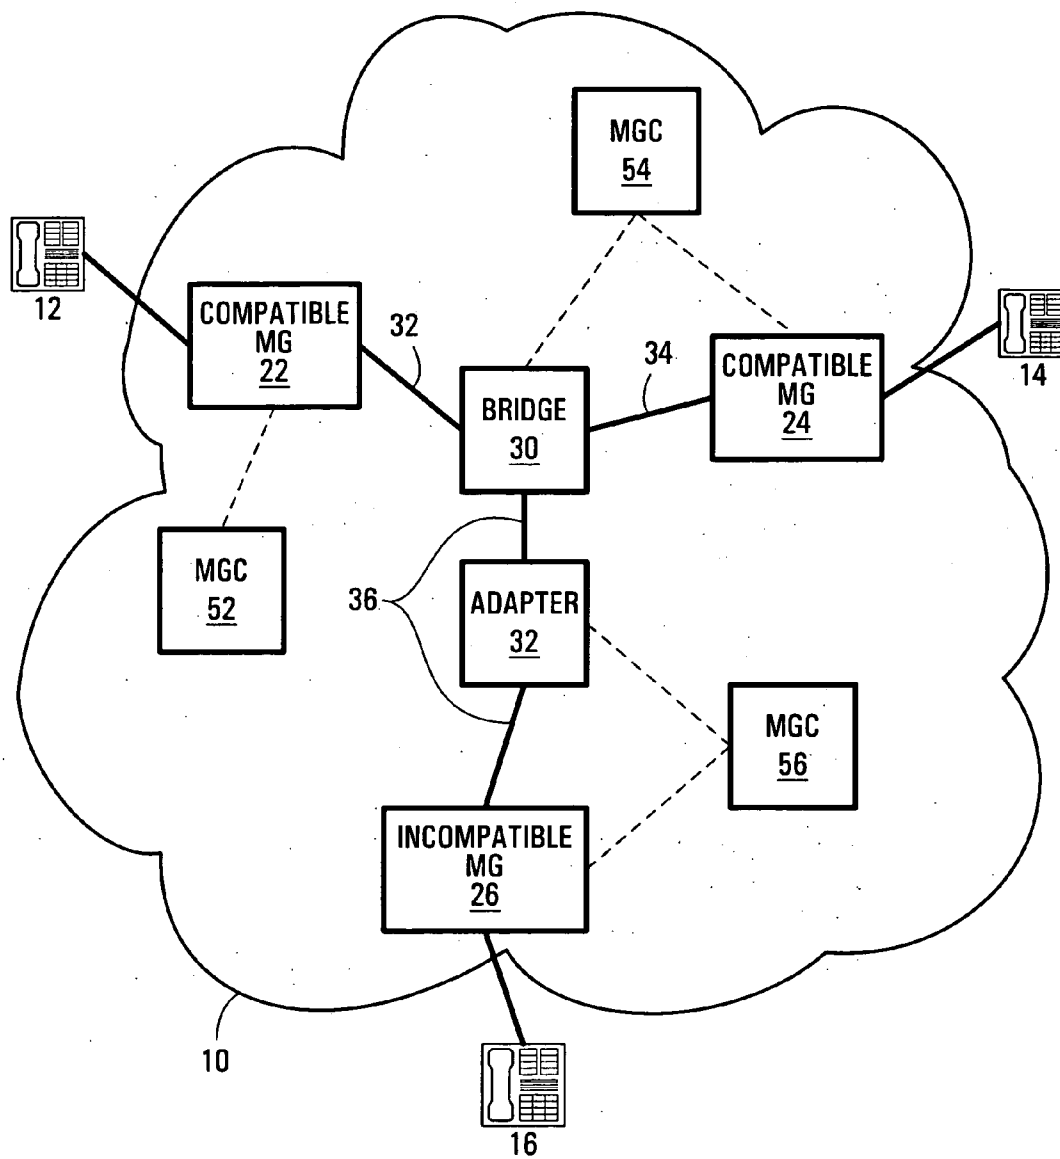 MGC
54
12
COMPATIBLE
MG
22
32
34
COMPATIBLE
MG
24
14
BRIDGE
30
MGC
52
36
ADAPTER
32
MGC
56
INCOMPATIBLE
MG
26
10
16